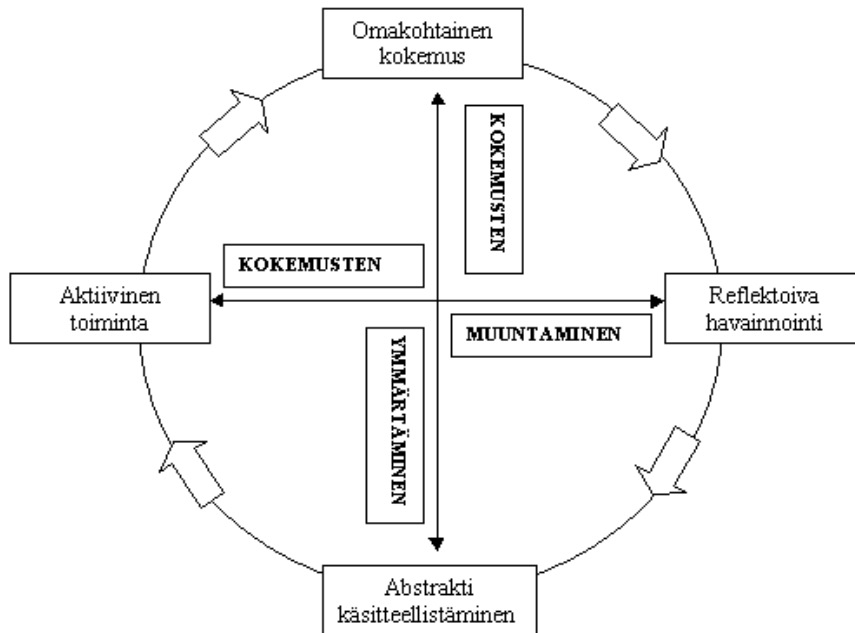 Omakohtainen
kokemus
KOKEMUSTEN
KOKEMUSTEN
Aktiivinen
toiminta
Reflektoiva
havainnointi
MUUNTAMINEN
YMMÄRTÄMINEN
Abstrakti
käsitteellistäminen